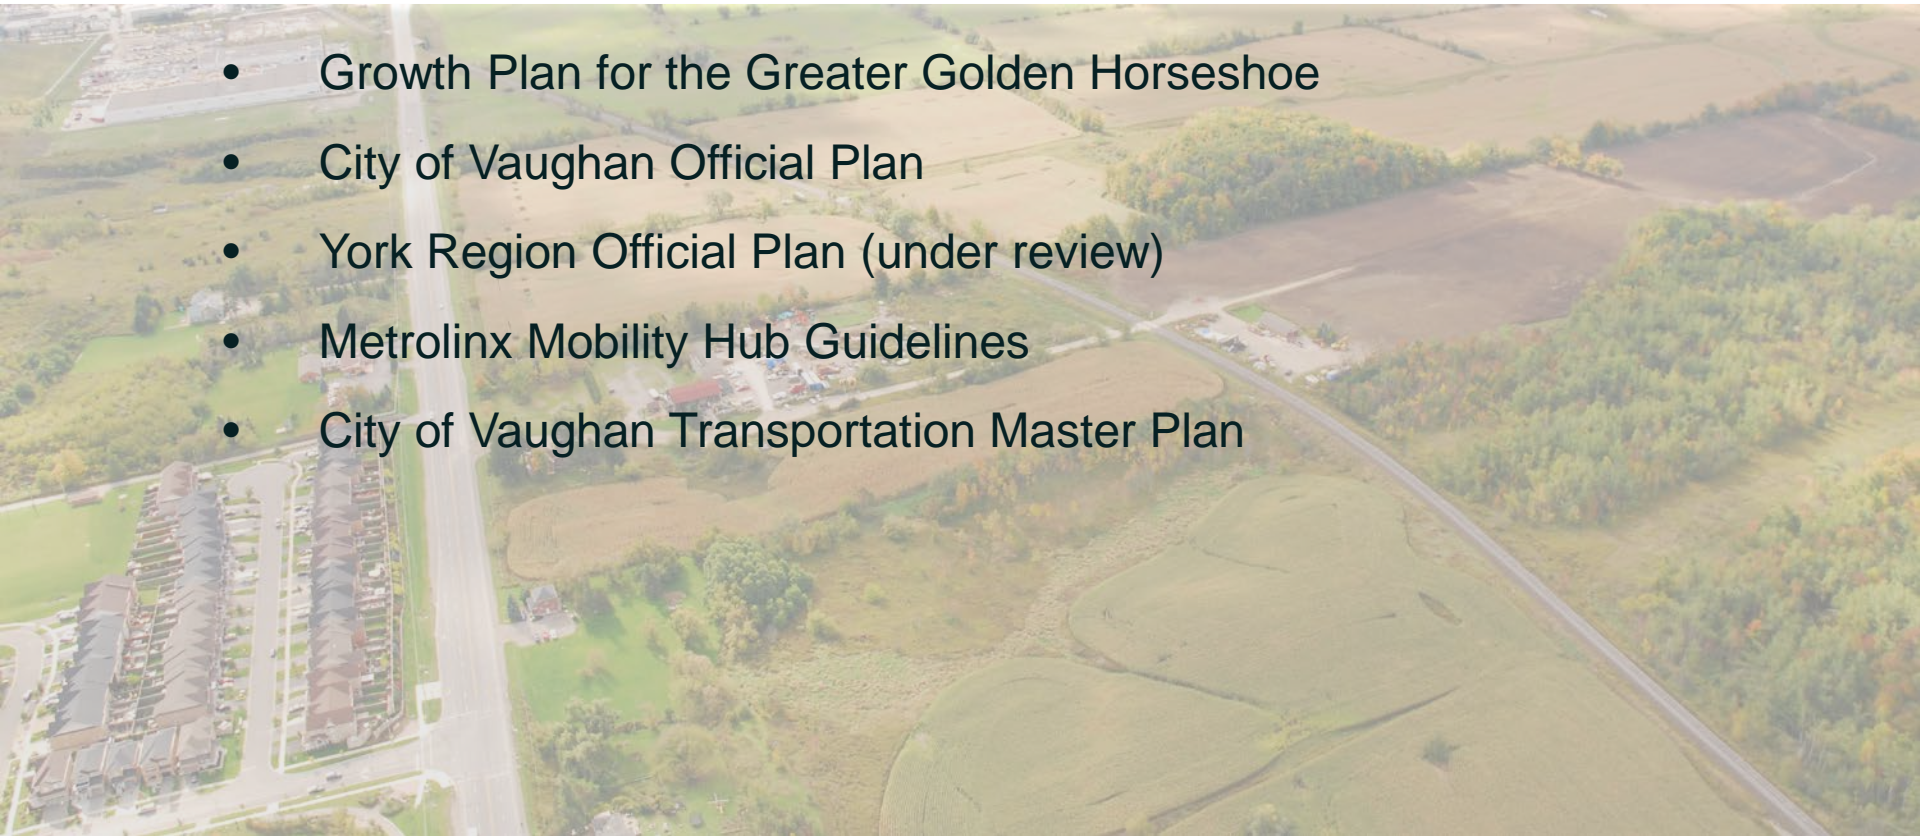 • Growth Plan for the Greater Golden Horseshoe
• City of Vaughan Official Plan
• York Region Official Plan (under review)
• Metrolinx Mobility Hub Guidelines
• City of Vaughan Transportation Master Plan